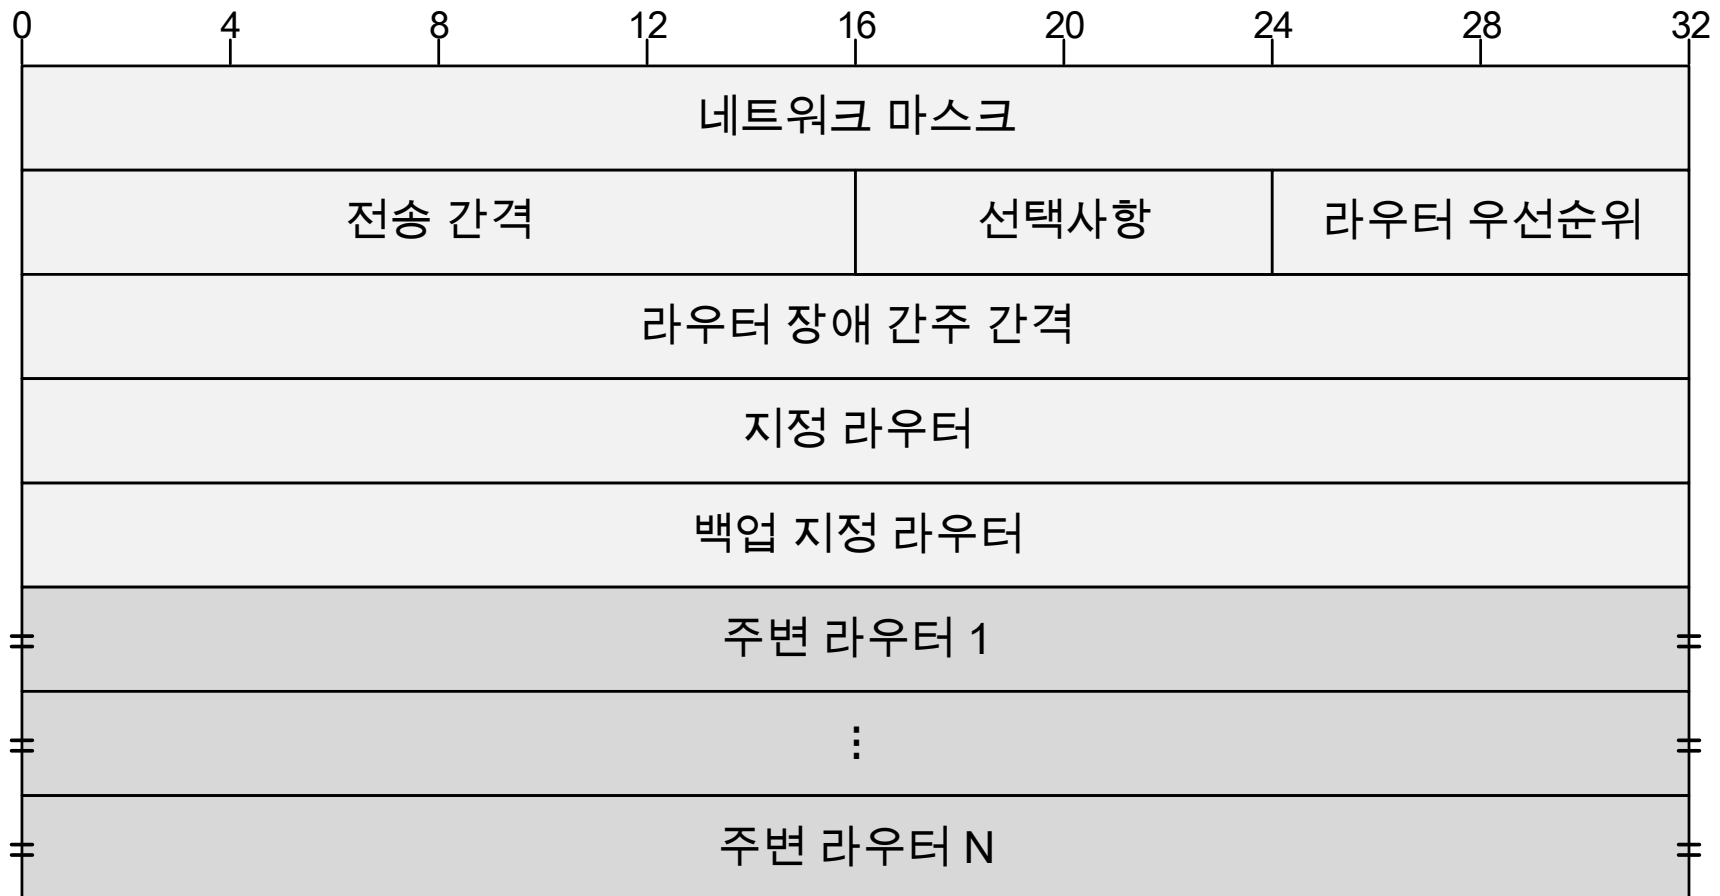 0 4 8 12 16 20 24 28 32
네트워크 마스크
전송 간격 선택사항 라우터 우선순위
라우터 장애 간주 간격
지정 라우터
백업 지정 라우터
주변 라우터 1
⋮
주변 라우터 N